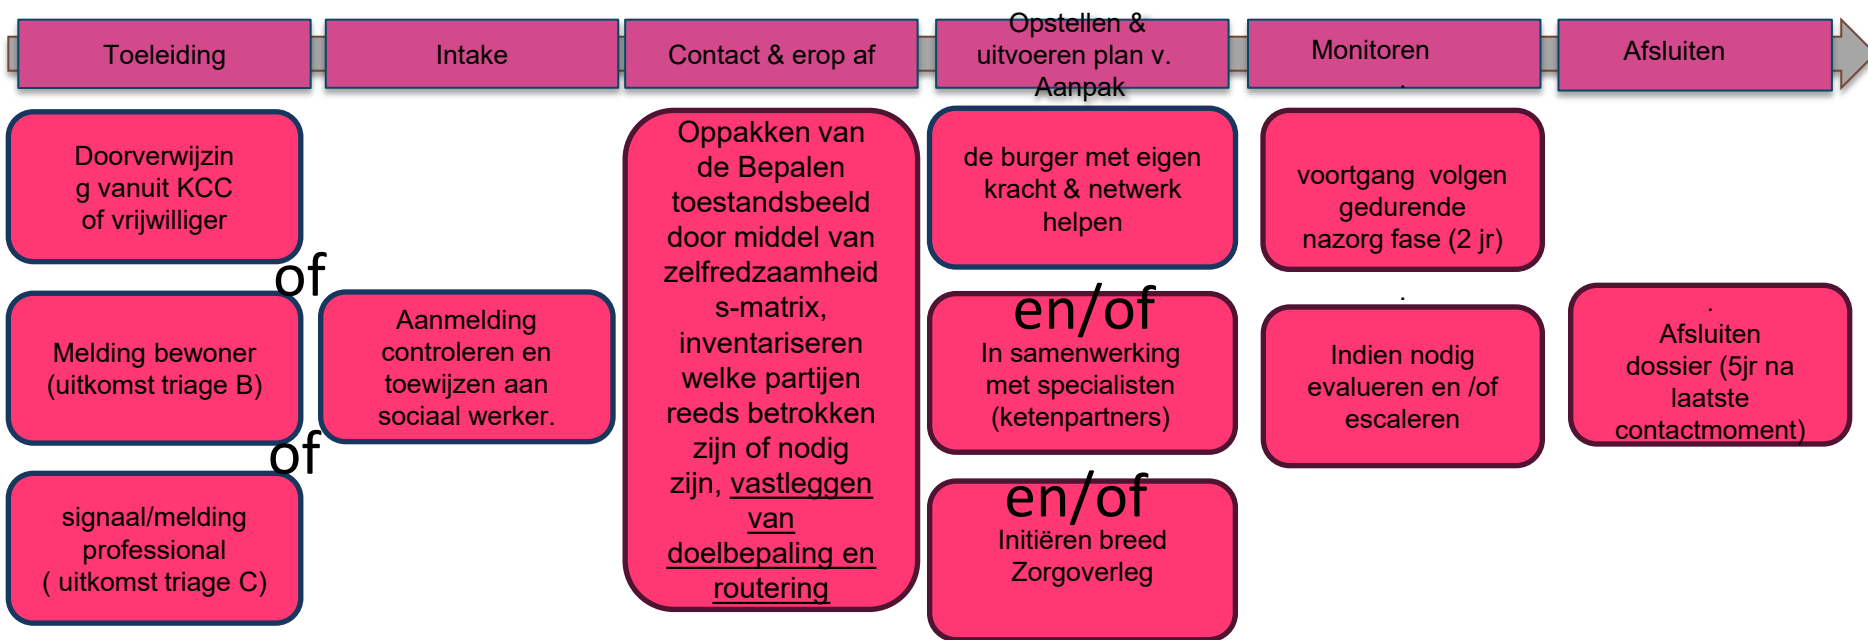 Toeleiding
Intake
Contact & erop af
Opstellen &
uitvoeren plan v.
Aanpak
Monitoren
.
Afsluiten
Doorverwijzin
g vanuit KCC
of vrijwilliger
of
Melding bewoner
(uitkomst triage B)
of
signaal/melding
professional
( uitkomst triage C)
Aanmelding
controleren en
toewijzen aan
sociaal werker.
Oppakken van
de Bepalen
toestandsbeeld
door middel van
zelfredzaamheid
s-matrix,
inventariseren
welke partijen
reeds betrokken
zijn of nodig
zijn, vastleggen
van
doelbepaling en
routering
de burger met eigen
kracht & netwerk
helpen
en/of
In samenwerking
met specialisten
(ketenpartners)
en/of
Initiëren breed
Zorgoverleg
voortgang volgen
gedurende
nazorg fase (2 jr)
.
Indien nodig
evalueren en /of
escaleren
.
Afsluiten
dossier (5jr na
laatste
contactmoment)